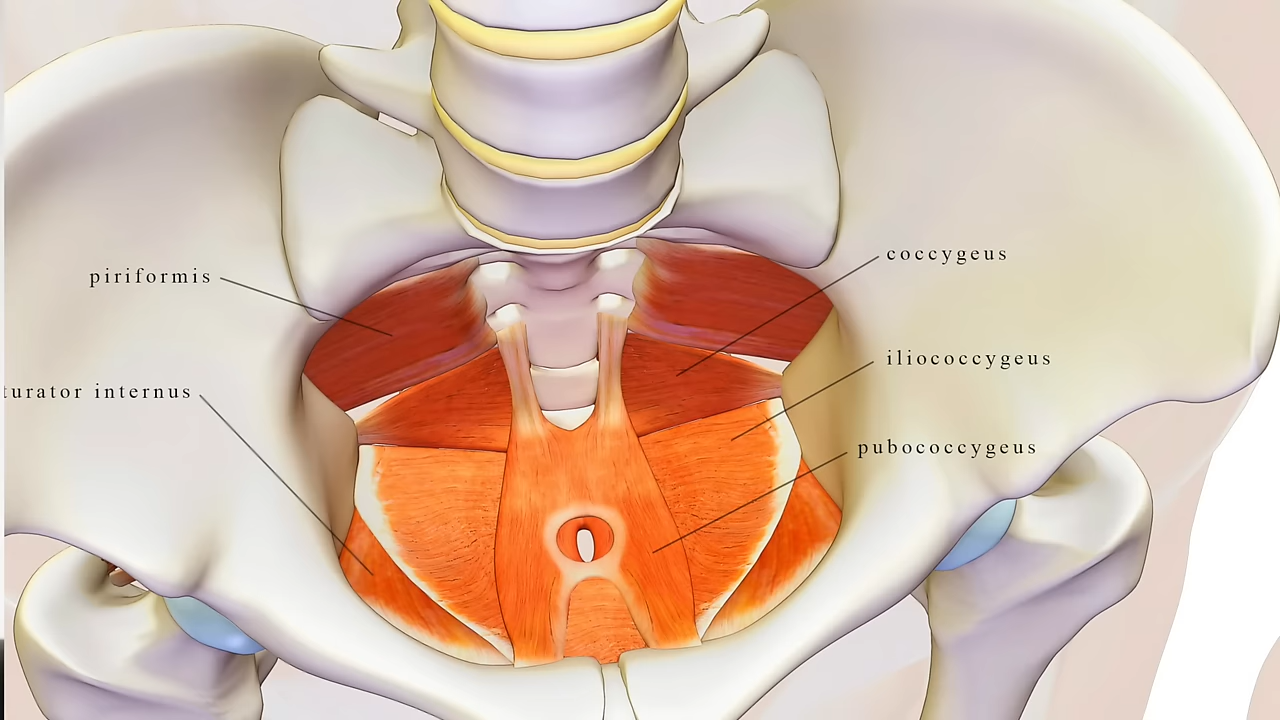 coccygeus
piriformis
iliococcygeus
turator internus
pubococcygeus